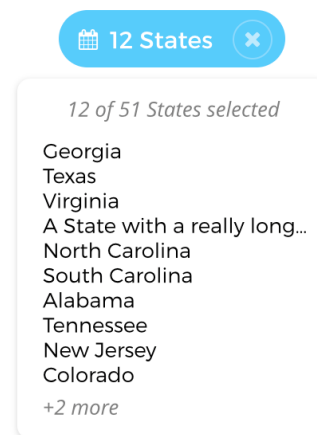 12 States
12 of 51 States selected
Georgia
Texas
Virginia
A State with a really long...
North Carolina
South Carolina
Alabama
Tennessee
New Jersey
Colorado
+2 more